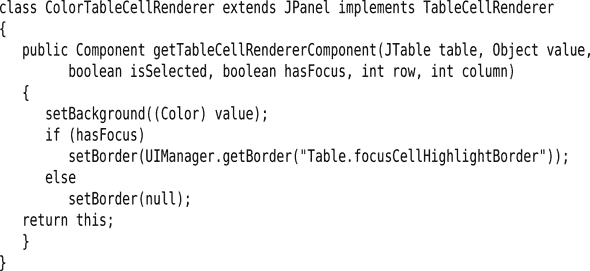 class ColorTableCellRenderer extends JPanel implements TableCellRenderer
{
   public Component getTableCellRendererComponent(JTable table, Object value,
         boolean isSelected, boolean hasFocus, int row, int column)
   {
      setBackground((Color) value);
      if (hasFocus)
         setBorder(UIManager.getBorder("Table.focusCellHighlightBorder"));
      else
         setBorder(null);
   return this;
   }
}